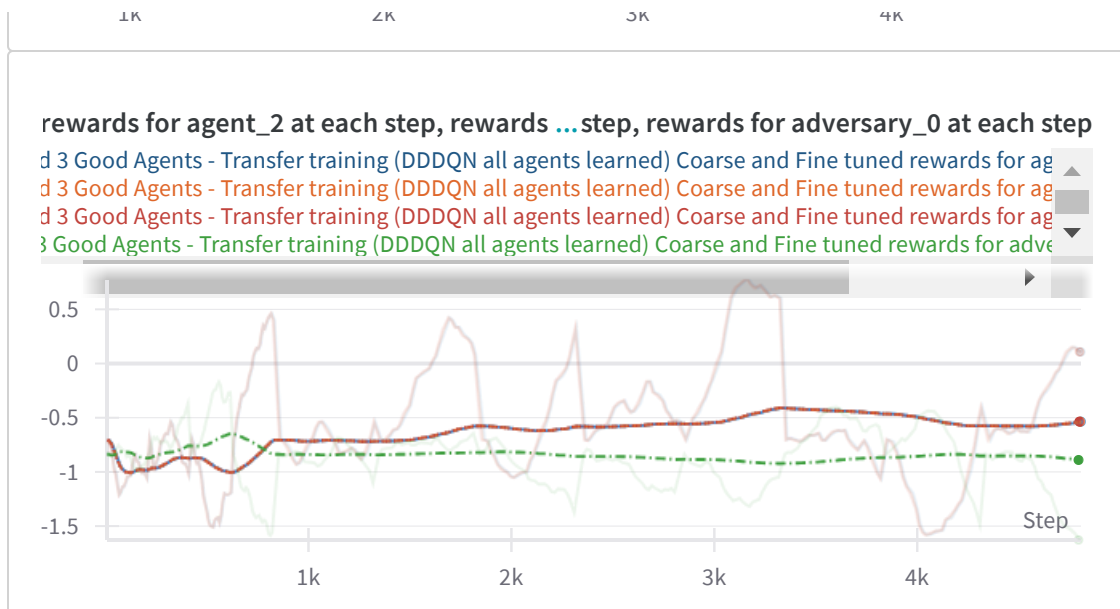 1k 2k 3k 4k
rewards for agent_2 at each step, rewards ...step, rewards for adversary_0 at each step
d 3 Good Agents - Transfer training (DDDQN all agents learned) Coarse and Fine tuned rewards for ag
d 3 Good Agents - Transfer training (DDDQN all agents learned) Coarse and Fine tuned rewards for ag
d 3 Good Agents - Transfer training (DDDQN all agents learned) Coarse and Fine tuned rewards for ag
3 Good Agents - Transfer training (DDDQN all agents learned) Coarse and Fine tuned rewards for adve
0.5
0
-0.5
-1
-1.5
Step
1k 2k 3k 4k